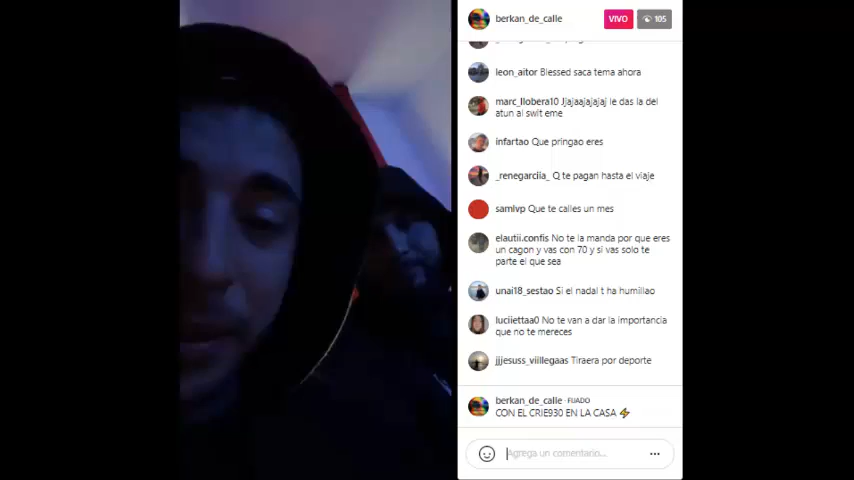 berkan_de_calle
VIVO
105
leon_aitor Blessed saca tema ahora
marc_llobera10 Jjajaajajajaj le das la del
atun al swit eme
infartao Que pringao eres
_renegarciia_ Q te pagan hasta el viaje
samlvp Que te calles un mes
elautii.confis No te la manda por que eres
un cagon y vas con 70 y si vas solo te
parte el que sea
unai18_sestao Si el nadal t ha humillao
luciiettaa0 No te van a dar la importancia
que no te mereces
jjjesuss_viillegaas Tiraera por deporte
berkan_de_calle · FIJADO
CON EL CRIE930 EN LA CASA ⚡
Agrega un comentario...